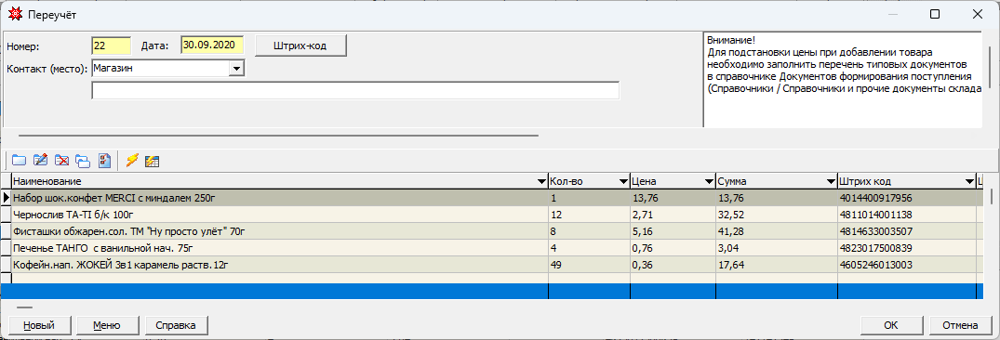 Переучёт
Номер: 22 Дата: 30.09.2020 Штрих-код
Контакт (место): Магазин
Внимание!
Для подстановки цены при добавлении товара
необходимо заполнить перечень типовых документов
в справочнике Документов формирования поступления
(Справочники / Справочники и прочие документы склада
Наименование Кол-во Цена Сумма Штрих код
Набор шок.конфет MERCI с миндалем 250г 1 13,76 13,76 4014400917956
Чернослив TA-TI б/к 100г 12 2,71 32,52 4811014001138
Фисташки обжарен.сол. ТМ "Ну просто улёт" 70г 8 5,16 41,28 4814633003507
Печенье ТАНГО с ванильной нач. 75г 4 0,76 3,04 4823017500839
Кофейн.нап. ЖОКЕЙ 3в1 карамель раств.12г 49 0,36 17,64 4605246013003
Новый Меню Справка OK Отмена